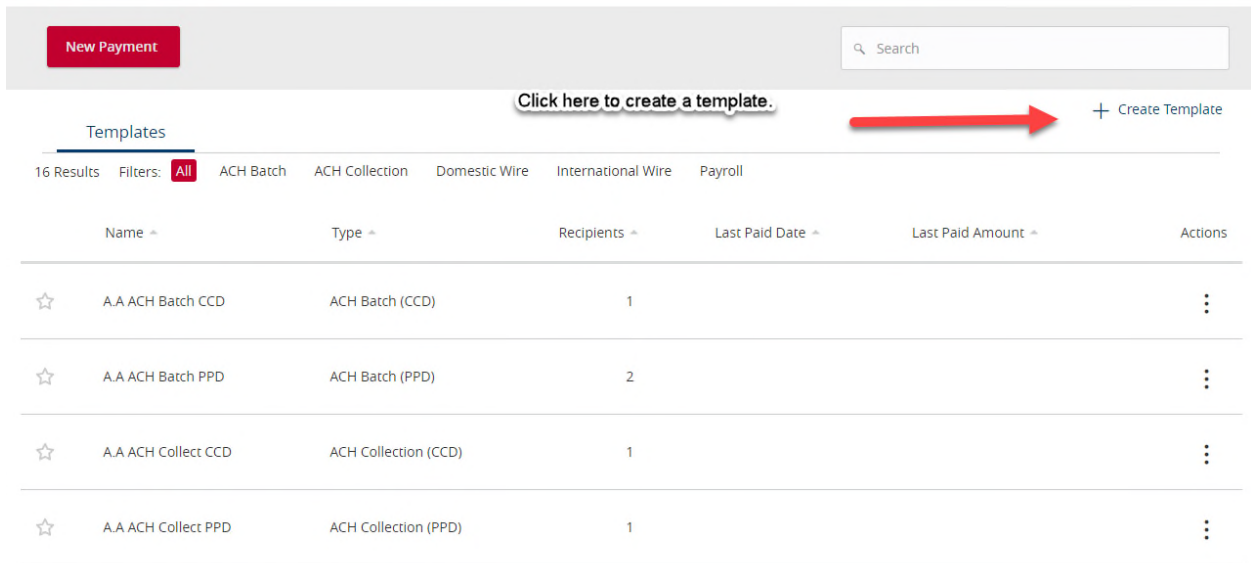 New Payment
Search
Click here to create a template.
+ Create Template
Templates
16 Results Filters: All ACH Batch ACH Collection Domestic Wire International Wire Payroll
Name Type Recipients Last Paid Date Last Paid Amount Actions
A.A ACH Batch CCD ACH Batch (CCD) 1
A.A ACH Batch PPD ACH Batch (PPD) 2
A.A ACH Collect CCD ACH Collection (CCD) 1
A.A ACH Collect PPD ACH Collection (PPD) 1